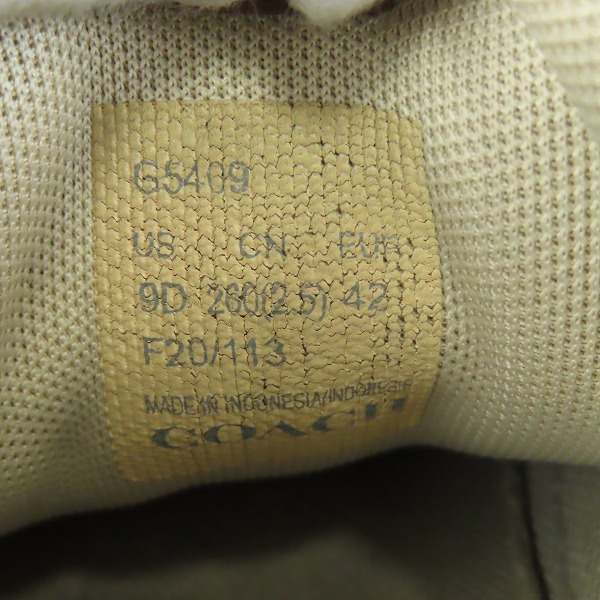 G5409
US CN EUR
9D 260(2.5) 42
F20/113
MADE IN INDONESIA/INDONESIE
COACH